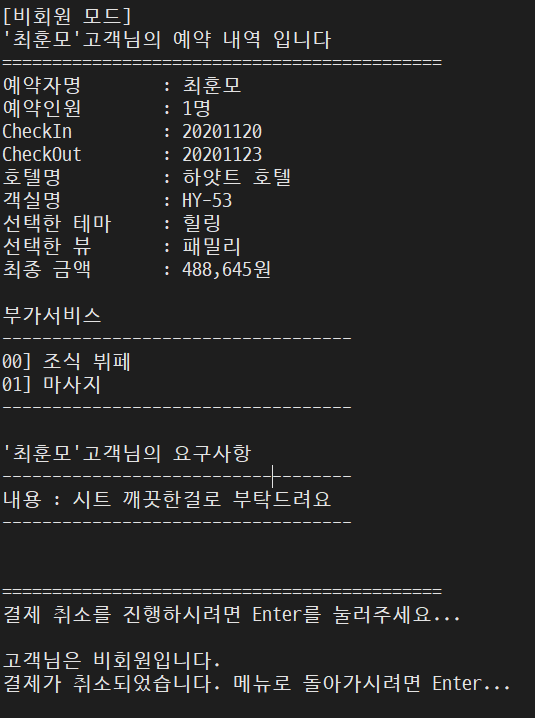 [비회원 모드]
'최훈모'고객님의 예약 내역 입니다
============================================
예약자명 : 최훈모
예약인원 : 1명
CheckIn : 20201120
CheckOut : 20201123
호텔명 : 하얏트 호텔
객실명 : HY-53
선택한 테마 : 힐링
선택한 뷰 : 패밀리
최종 금액 : 488,645원
부가서비스
-----------------------------------
00] 조식 뷔페
01] 마사지
-----------------------------------
'최훈모'고객님의 요구사항
-----------------------------------
내용 : 시트 깨끗한걸로 부탁드려요
-----------------------------------
============================================
결제 취소를 진행하시려면 Enter를 눌러주세요...
고객님은 비회원입니다.
결제가 취소되었습니다. 메뉴로 돌아가시려면 Enter...